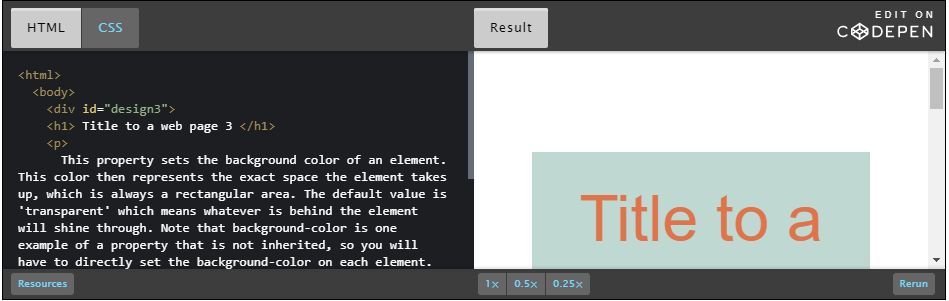 HTML CSS Result EDIT ON
CODEPEN
<html>
<body>
<div id="design3">
<h1> Title to a web page 3 </h1>
<p>
This property sets the background color of an element.
This color then represents the exact space the element takes
up, which is always a rectangular area. The default value is
'transparent' which means whatever is behind the element
will shine through. Note that background-color is one
example of a property that is not inherited, so you will
have to directly set the background-color on each element.
Title to a
Resources 1× 0.5× 0.25× Rerun